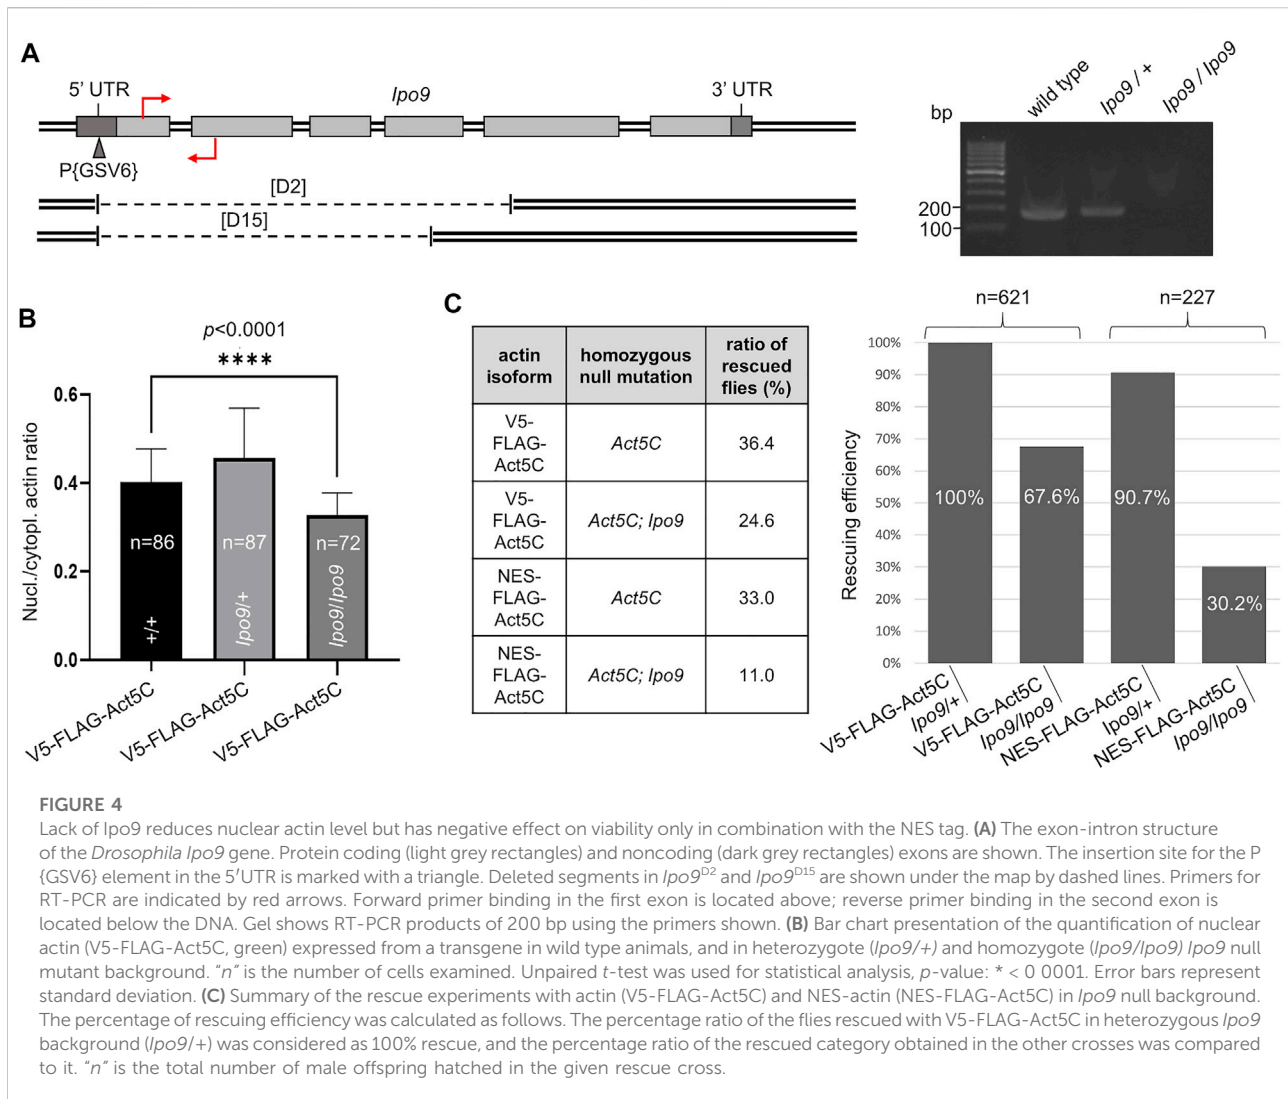 A
5' UTR
Ipo9
3' UTR
P{GSV6}
[D2]
[D15]
bp
wild type
Ipo9 / +
Ipo9 / Ipo9
200
100
B
p<0.0001
****
Nucl./cytopl. actin ratio
0.6
0.4
0.2
0.0
n=86
n=87
n=72
+/+
Ipo9/+
Ipo9/Ipo9
V5-FLAG-Act5C
V5-FLAG-Act5C
V5-FLAG-Act5C
C
actin
isoform
homozygous
null mutation
ratio of
rescued
flies (%)
V5-
FLAG-
Act5C
Act5C
36.4
V5-
FLAG-
Act5C
Act5C; Ipo9
24.6
NES-
FLAG-
Act5C
Act5C
33.0
NES-
FLAG-
Act5C
Act5C; Ipo9
11.0
n=621
n=227
Rescuing efficiency
100%
90%
80%
70%
60%
50%
40%
30%
20%
10%
0%
100%
67.6%
90.7%
30.2%
V5-FLAG-Act5C
Ipo9/+
V5-FLAG-Act5C
Ipo9/Ipo9
NES-FLAG-Act5C
Ipo9/+
NES-FLAG-Act5C
Ipo9/Ipo9
FIGURE 4
Lack of Ipo9 reduces nuclear actin level but has negative effect on viability only in combination with the NES tag. (A) The exon-intron structure
of the Drosophila Ipo9 gene. Protein coding (light grey rectangles) and noncoding (dark grey rectangles) exons are shown. The insertion site for the P
{GSV6} element in the 5′UTR is marked with a triangle. Deleted segments in Ipo9D2 and Ipo9D15 are shown under the map by dashed lines. Primers for
RT-PCR are indicated by red arrows. Forward primer binding in the first exon is located above; reverse primer binding in the second exon is
located below the DNA. Gel shows RT-PCR products of 200 bp using the primers shown. (B) Bar chart presentation of the quantification of nuclear
actin (V5-FLAG-Act5C, green) expressed from a transgene in wild type animals, and in heterozygote (Ipo9/+) and homozygote (Ipo9/Ipo9) Ipo9 null
mutant background. "n" is the number of cells examined. Unpaired t-test was used for statistical analysis, p-value: * < 0 0001. Error bars represent
standard deviation. (C) Summary of the rescue experiments with actin (V5-FLAG-Act5C) and NES-actin (NES-FLAG-Act5C) in Ipo9 null background.
The percentage of rescuing efficiency was calculated as follows. The percentage ratio of the flies rescued with V5-FLAG-Act5C in heterozygous Ipo9
background (Ipo9/+) was considered as 100% rescue, and the percentage ratio of the rescued category obtained in the other crosses was compared
to it. "n" is the total number of male offspring hatched in the given rescue cross.